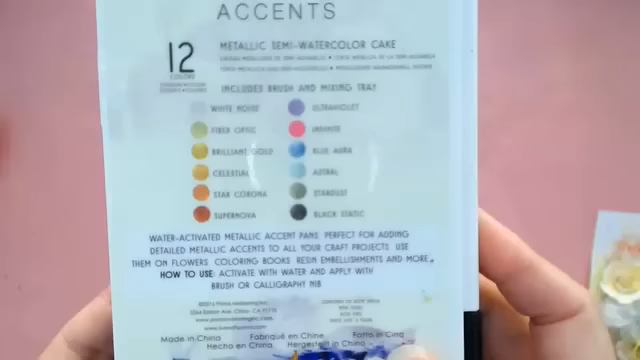 ACCENTS
12
COLORS
METALLIC SEMI-WATERCOLOR CAKE
INCLUDES BRUSH AND MIXING TRAY
WHITE NOISE
ULTRAVIOLET
FIBER OPTIC
INFINITE
BRILLIANT GOLD
BLUE AURA
CELESTIAL
ASTRAL
STAR CORONA
STARDUST
SUPERNOVA
BLACK STATIC
WATER-ACTIVATED METALLIC ACCENT PANS PERFECT FOR ADDING
DETAILED METALLIC ACCENTS TO ALL YOUR CRAFT PROJECTS USE
THEM ON FLOWERS COLORING BOOKS RESIN EMBELLISHMENTS AND MORE.
HOW TO USE: ACTIVATE WITH WATER AND APPLY WITH
BRUSH OR CALLIGRAPHY NIB
Made in China Fabriqué en Chine Fatto in Cina
Hecho en China Hergestellt in China